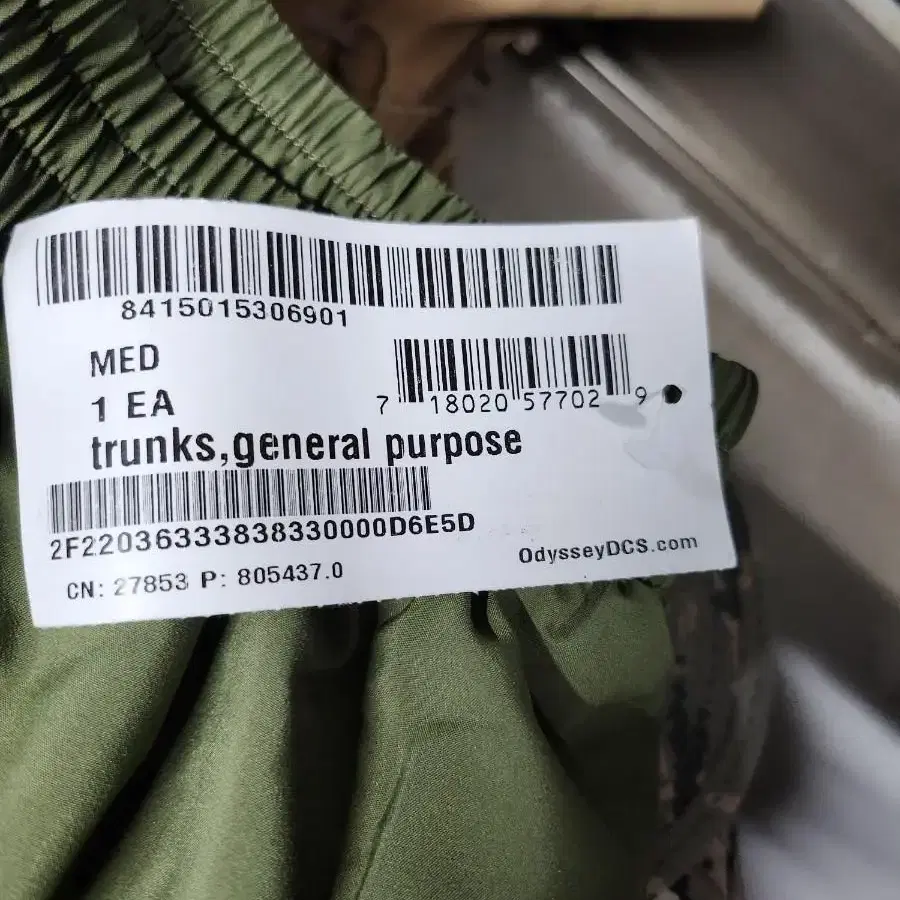 8415015306901
MED
1 EA
7 18020 57702 9
trunks,general purpose
2F22036333838330000D6E5D
OdysseyDCS.com
CN: 27853 P: 805437.0